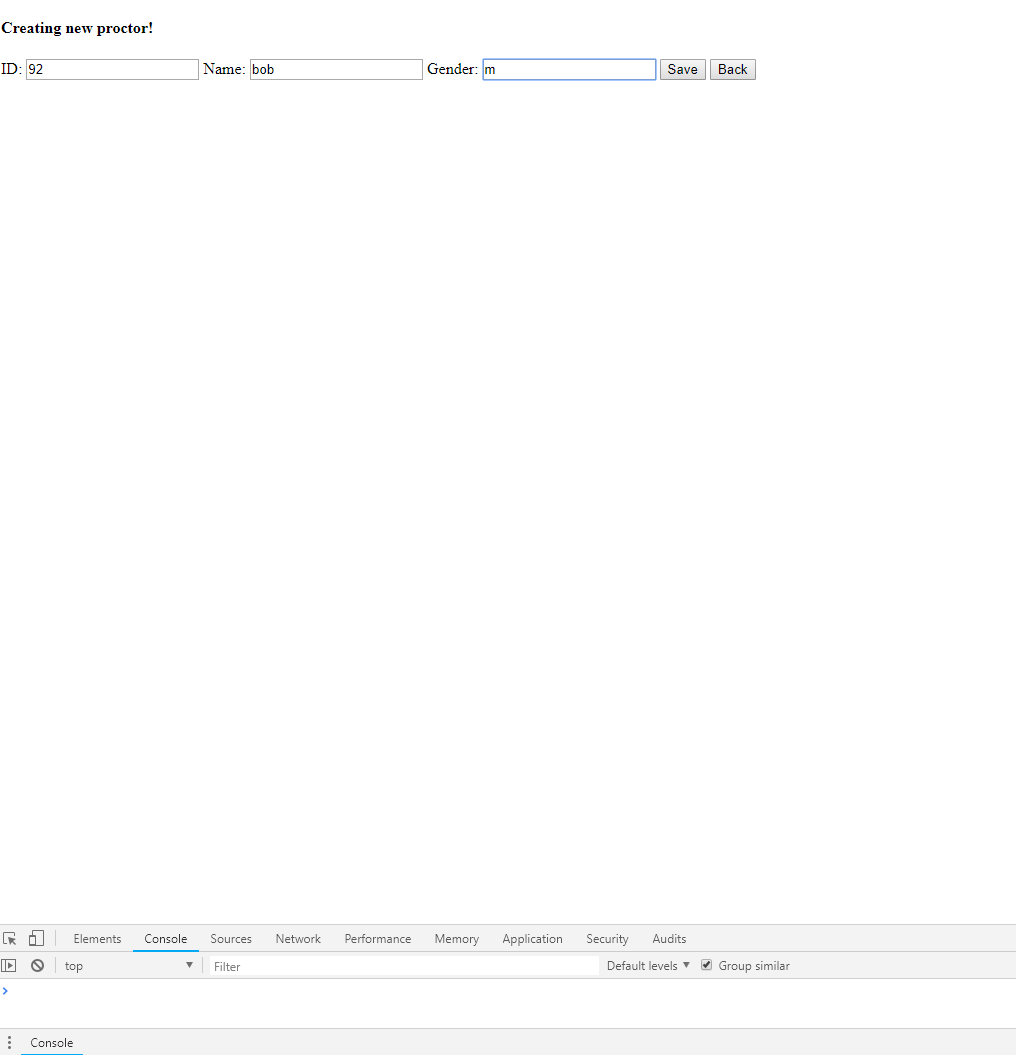 Creating new proctor!
ID: 92 Name: bob Gender: m Save Back
Elements Console Sources Network Performance Memory Application Security Audits
top Filter Default levels Group similar
Console